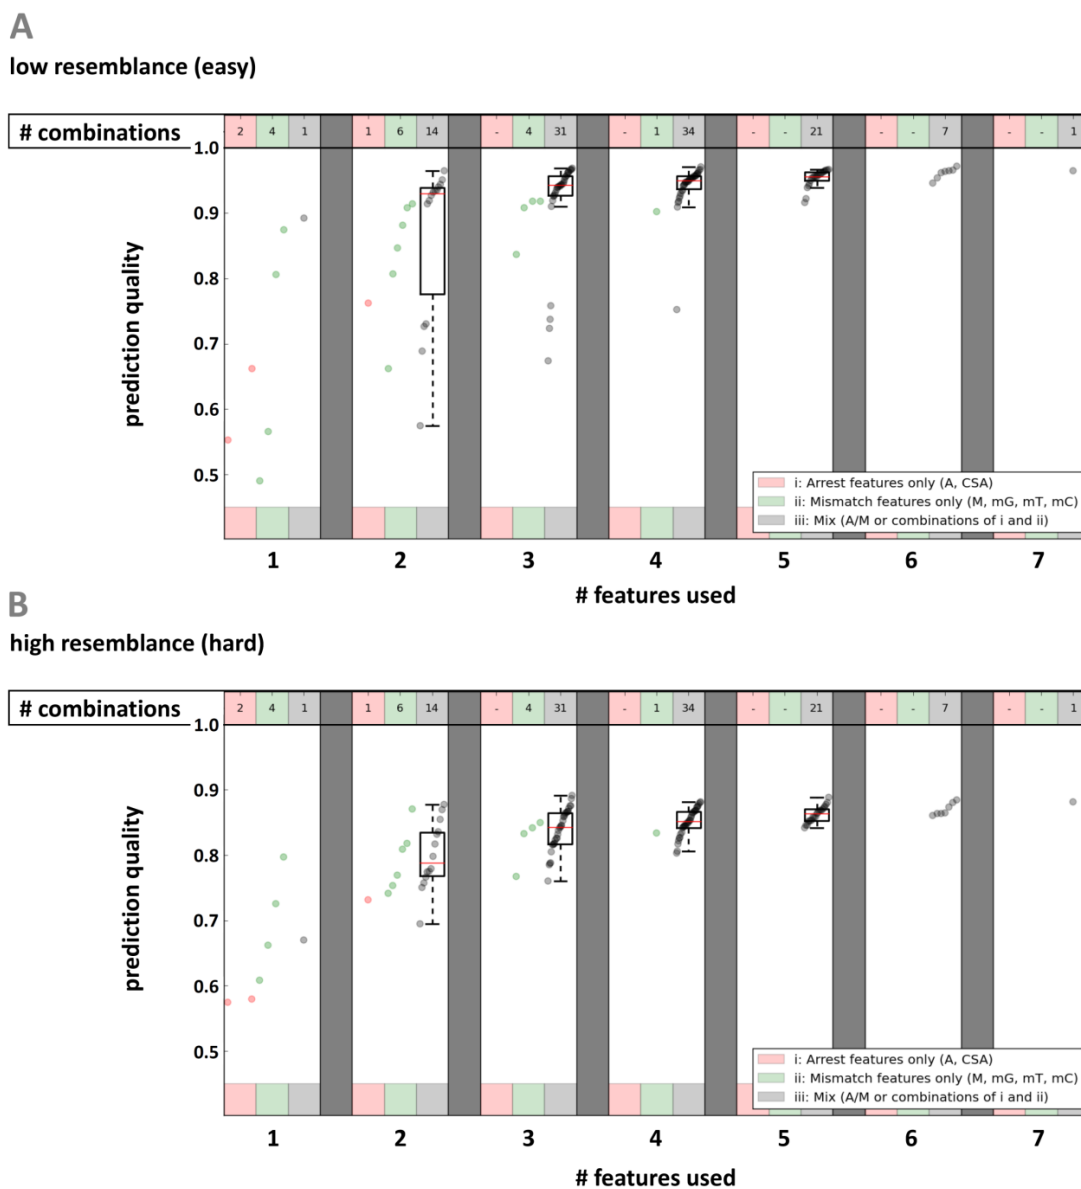 A
low resemblance (easy)
# combinations 2 4 1 1 6 14 - 4 31 - 1 34 - - 21 - - 7 - - 1
1.0
0.9
0.8
0.7
0.6
0.5
prediction quality
i: Arrest features only (A, CSA)
ii: Mismatch features only (M, mG, mT, mC)
iii: Mix (A/M or combinations of i and ii)
1 2 3 4 5 6 7
# features used
B
high resemblance (hard)
# combinations 2 4 1 1 6 14 - 4 31 - 1 34 - - 21 - - 7 - - 1
1.0
0.9
0.8
0.7
0.6
0.5
prediction quality
i: Arrest features only (A, CSA)
ii: Mismatch features only (M, mG, mT, mC)
iii: Mix (A/M or combinations of i and ii)
1 2 3 4 5 6 7
# features used